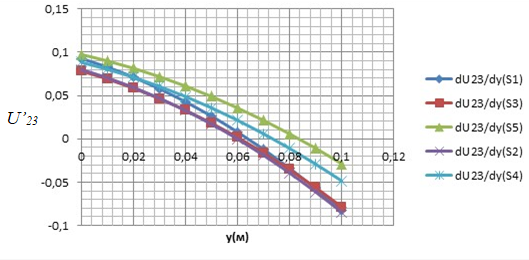 0,15
0,1
0,05
0
-0,05
-0,1
U'23
0 0,02 0,04 0,06 0,08 0,1 0,12
y(м)
dU23/dy(S1)
dU23/dy(S3)
dU23/dy(S5)
dU23/dy(S2)
dU23/dy(S4)